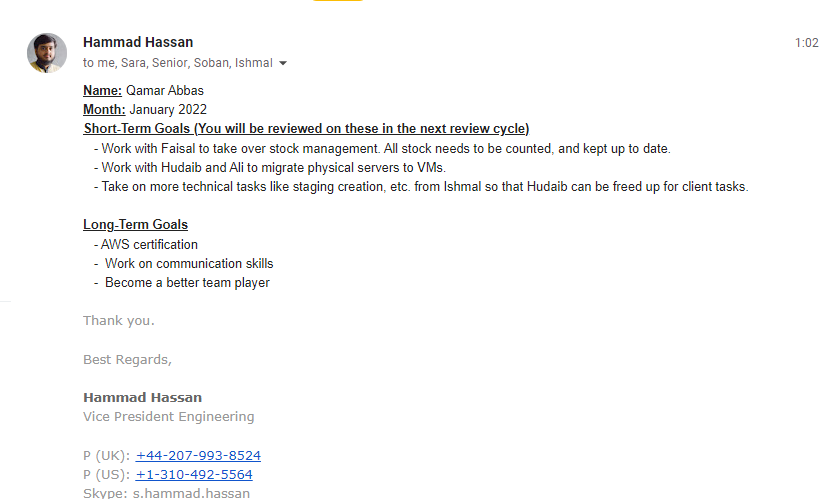 Hammad Hassan
1:02
to me, Sara, Senior, Soban, Ishmal
Name: Qamar Abbas
Month: January 2022
Short-Term Goals (You will be reviewed on these in the next review cycle)
- Work with Faisal to take over stock management. All stock needs to be counted, and kept up to date.
- Work with Hudaib and Ali to migrate physical servers to VMs.
- Take on more technical tasks like staging creation, etc. from Ishmal so that Hudaib can be freed up for client tasks.
Long-Term Goals
- AWS certification
- Work on communication skills
- Become a better team player
Thank you.
Best Regards,
Hammad Hassan
Vice President Engineering
P (UK): +44-207-993-8524
P (US): +1-310-492-5564
Skype: s.hammad.hassan